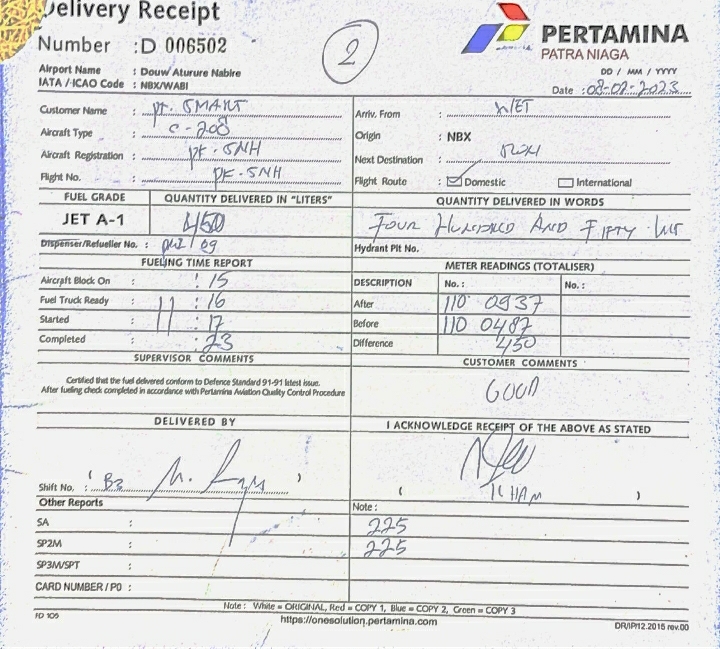 Delivery Receipt
Number : D 006502
2
PERTAMINA
PATRA NIAGA
Airport Name : Douw Aturure Nabire
IATA / ICAO Code : NBX/WABI
DD / MM / YYYY
Date : 08-02-2023
Customer Name : PT. SMART
Aircraft Type : C-208
Aircraft Registration : PK-SNH
Flight No. : PK-SNH
Arriv. From : WET
Origin : NBX
Next Destination :
Flight Route : Domestic International
FUEL GRADE QUANTITY DELIVERED IN "LITERS" QUANTITY DELIVERED IN WORDS
JET A-1 450 FOUR HUNDRED AND FIFTY
Dispenser/Refueller No. : Hydrant Pit No.
FUELING TIME REPORT METER READINGS (TOTALISER)
Aircraft Block On : 15
Fuel Truck Ready : 16
Started : 17
Completed : 23
DESCRIPTION No. : No. :
After 110 0937
Before 110 0487
Difference 450
SUPERVISOR COMMENTS CUSTOMER COMMENTS
Certified that the fuel delivered conform to Defence Standard 91-91 latest issue.
After fueling check completed in accordance with Pertamina Aviation Quality Control Procedure
GOOD
DELIVERED BY I ACKNOWLEDGE RECEIPT OF THE ABOVE AS STATED
Shift No. : ( B3 )
( ILHAM )
Other Reports Note :
SA : 225
SP2M : 225
SP3M/SPT :
CARD NUMBER / PO :
Note : White = ORIGINAL, Red = COPY 1, Blue = COPY 2, Green = COPY 3
FD 105 https://onesolution.pertamina.com DR/IP/12.2015 rev.00